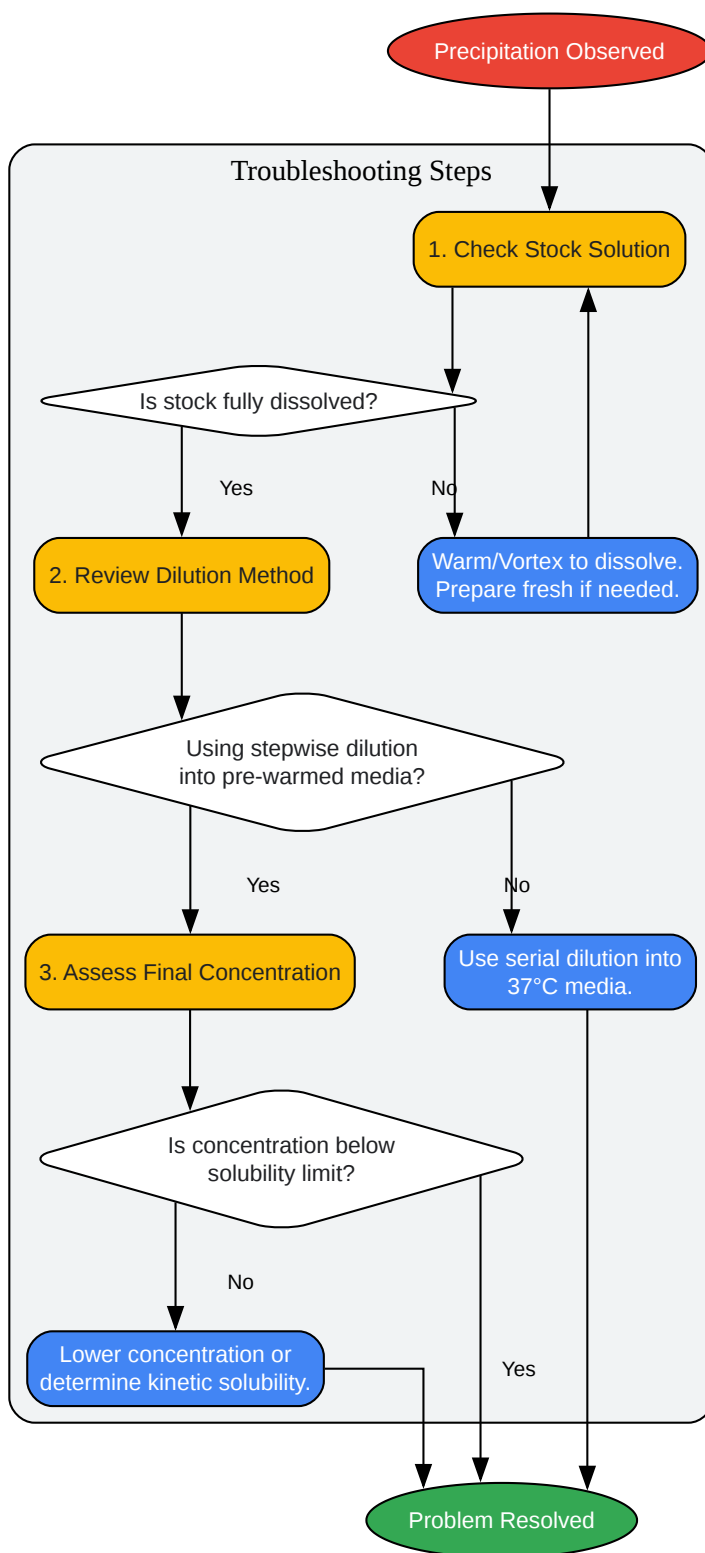 Precipitation Observed
Troubleshooting Steps
1. Check Stock Solution
Is stock fully dissolved?
Yes
No
2. Review Dilution Method
Warm/Vortex to dissolve.
Prepare fresh if needed.
Using stepwise dilution
into pre-warmed media?
Yes
No
3. Assess Final Concentration
Use serial dilution into
37°C media.
Is concentration below
solubility limit?
No
Lower concentration or
determine kinetic solubility.
Yes
Problem Resolved